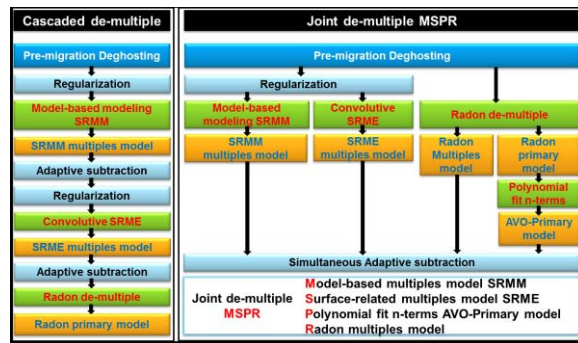 Cascaded de-multiple
Pre-migration Deghosting
Regularization
Model-based modeling
SRMM
SRMM multiples model
Adaptive subtraction
Regularization
Convolutive SRME
SRME multiples model
Adaptive subtraction
Radon de-multiple
Radon primary model
Joint de-multiple MSPR
Pre-migration Deghosting
Regularization
Model-based
modeling SRMM
Convolutive
SRME
Radon de-multiple
SRMM
multiples model
SRME
multiples model
Radon
Multiples
model
Radon
primary
model
Polynomial
fit n-terms
AVO-Primary
model
Simultaneous Adaptive subtraction
Joint de-multiple
MSPR
Model-based multiples model SRMM
Surface-related multiples model SRME
Polynomial fit n-terms AVO-Primary model
Radon multiples model